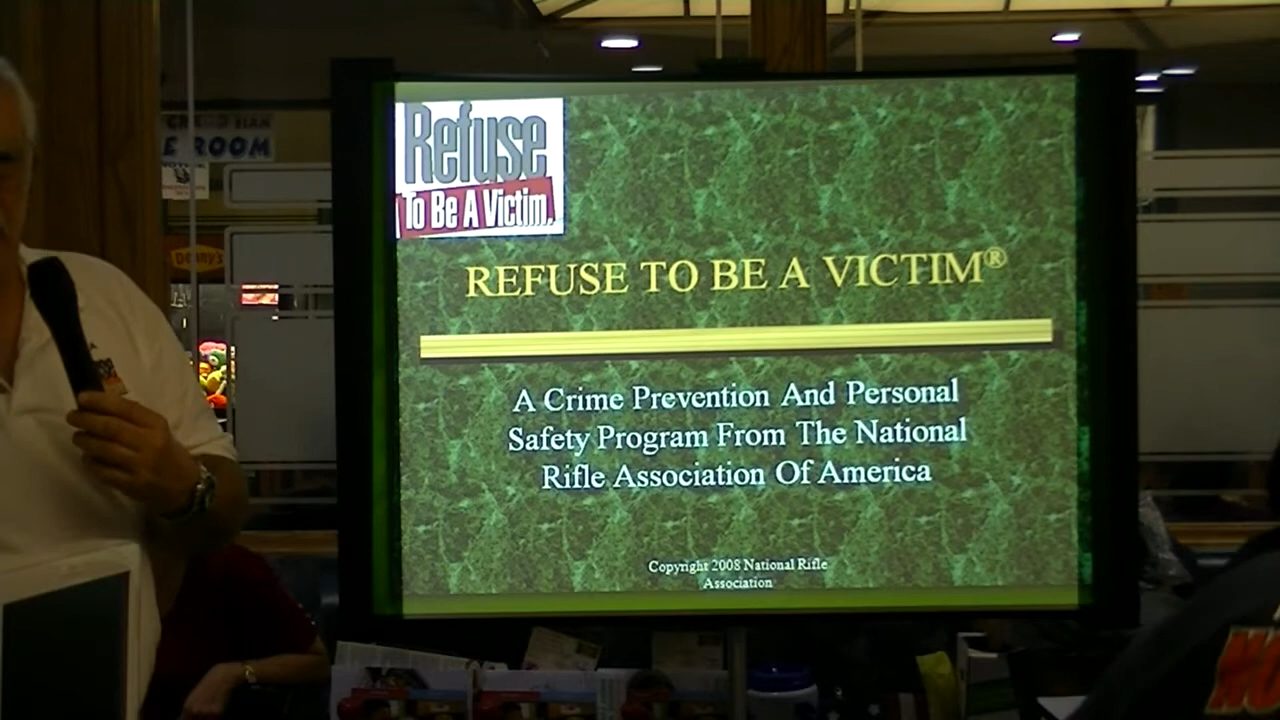 ROOM
Denny's
Refuse
To Be A Victim.
REFUSE TO BE A VICTIM®
A Crime Prevention And Personal
Safety Program From The National
Rifle Association Of America
Copyright 2008 National Rifle
Association